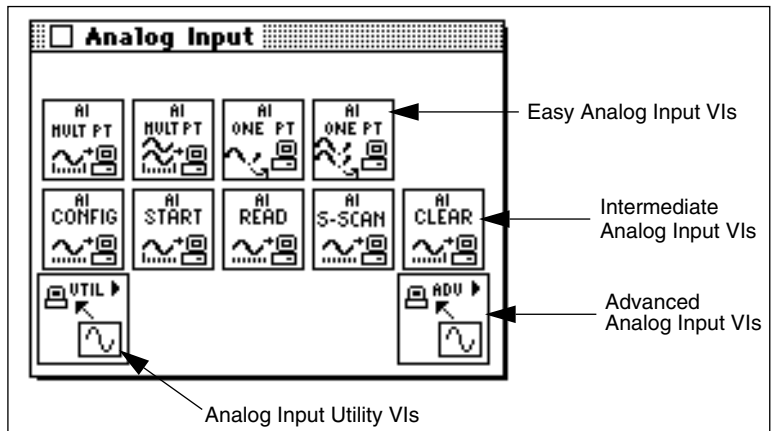 Analog Input
AI MULT PT
AI MULT PT
AI ONE PT
AI ONE PT
Easy Analog Input VIs
AI CONFIG
AI START
AI READ
AI S-SCAN
AI CLEAR
Intermediate
Analog Input VIs
UTIL
ADV
Advanced
Analog Input VIs
Analog Input Utility VIs